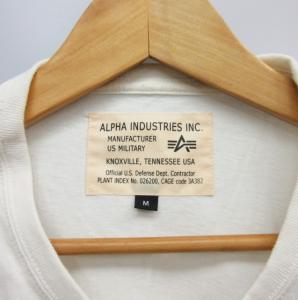 ALPHA INDUSTRIES INC.
MANUFACTURER
US MILITARY
KNOXVILLE, TENNESSEE USA
Official U.S. Defense Dept. Contractor
PLANT INDEX No. 026200, CAGE code 3A382
M